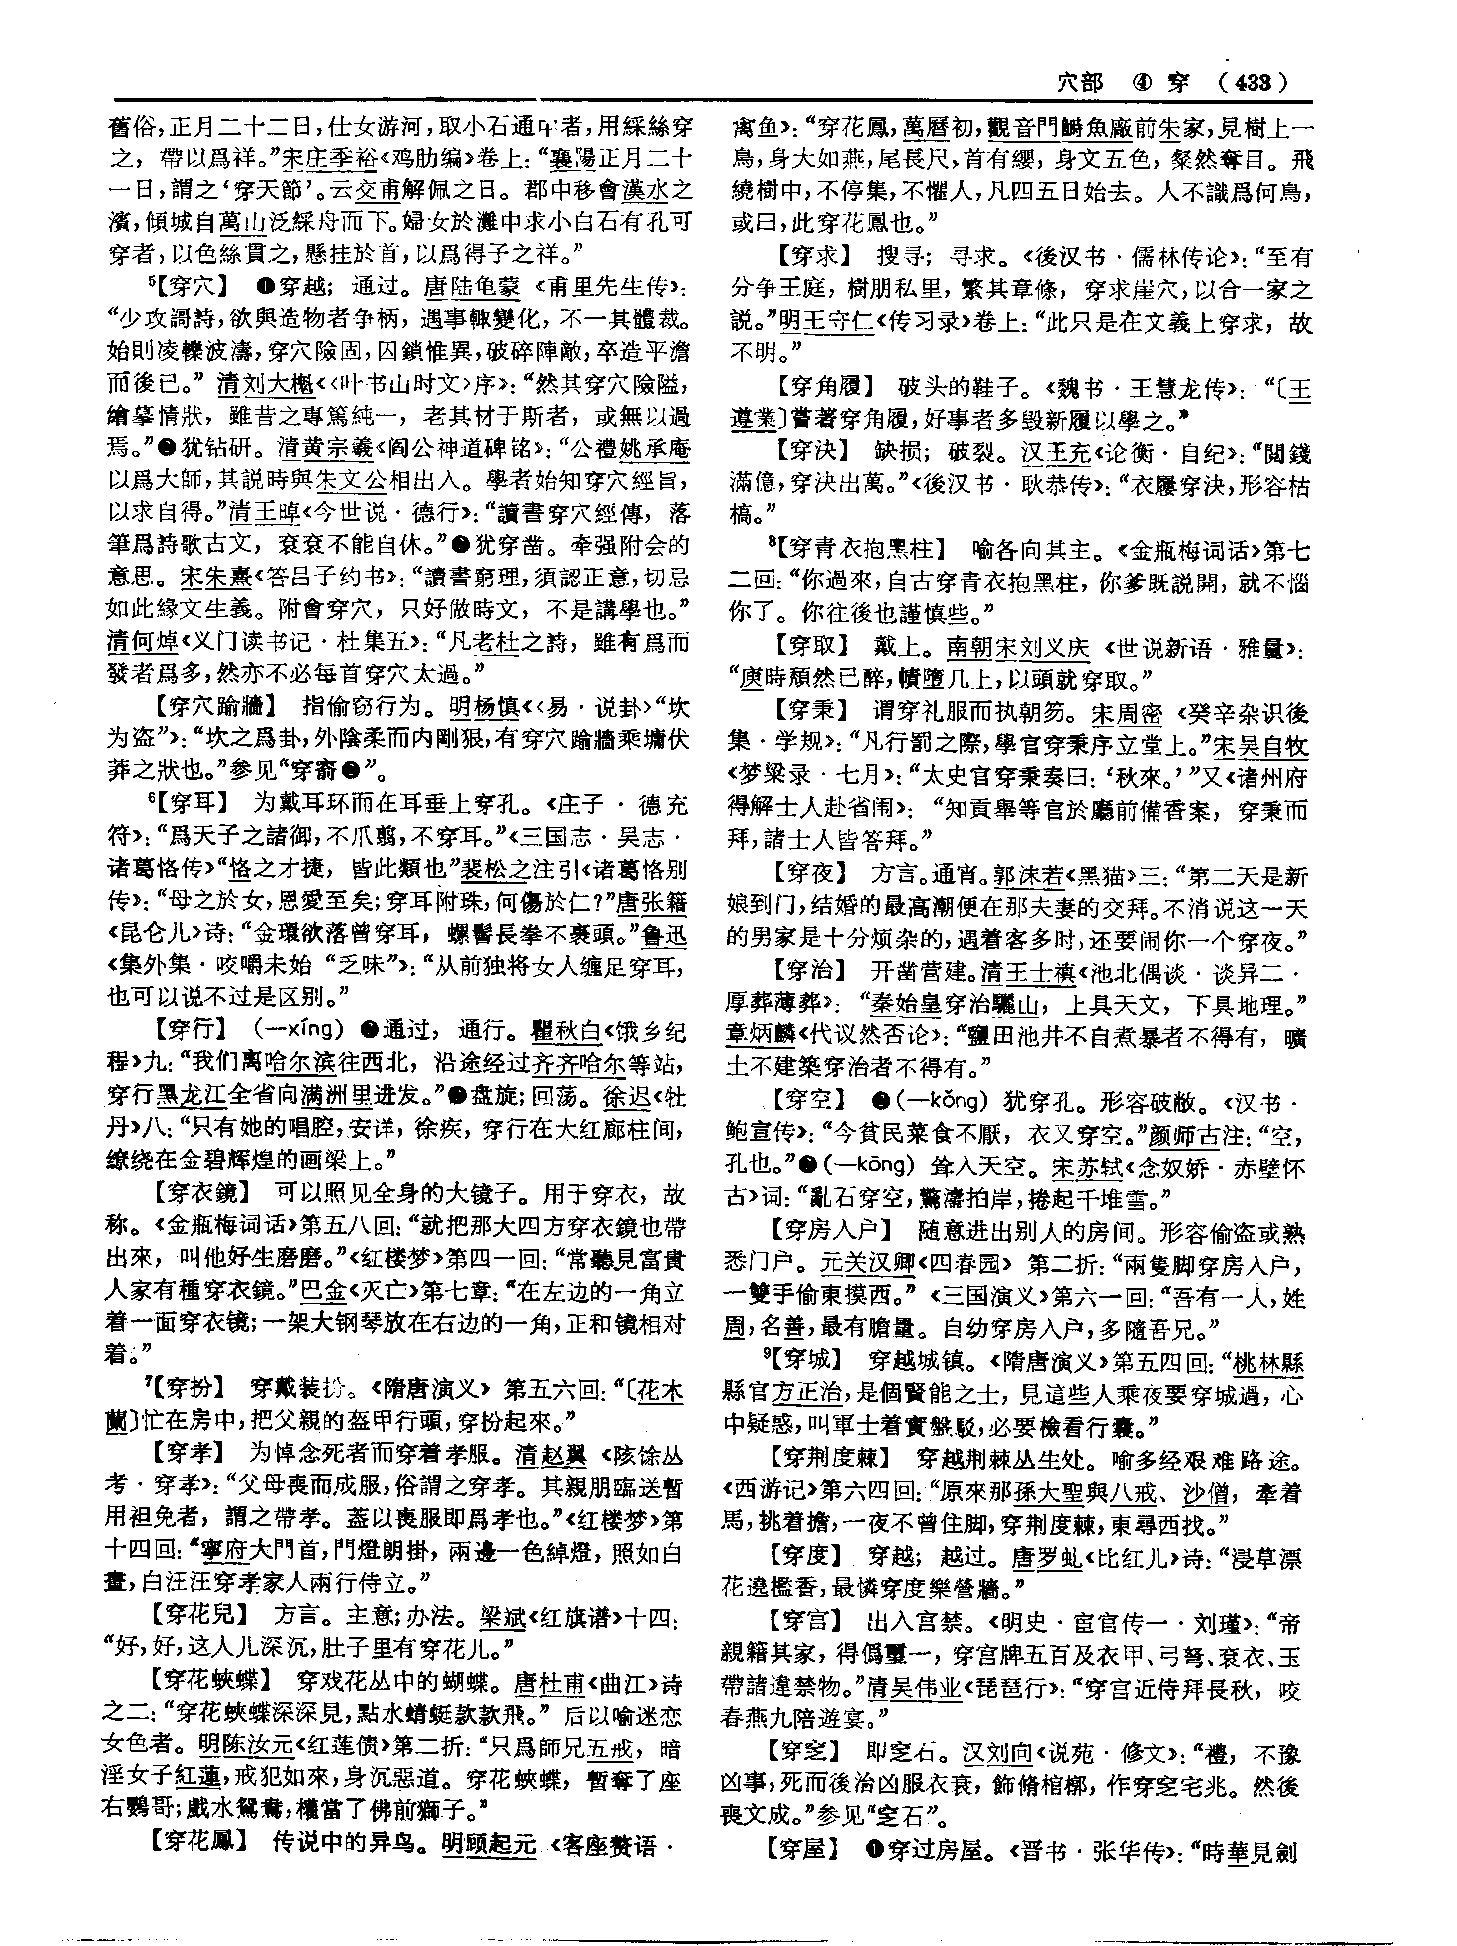 穴部　④　穿　（433）
舊俗，正月二十二日，仕女游河，取小石通中者，用綵絲穿
之，帶以爲祥。”宋庄季裕《鸡肋编》卷上：“襄陽正月二十
一日，謂之‘穿天節’。云交甫解佩之日。郡中移會漢水之
濱，傾城自萬山泛綵舟而下。婦女於灘中求小白石有孔可
穿者，以色絲貫之，懸挂於首，以爲得子之祥。”
⁵【穿穴】　❶穿越；通过。唐陆龟蒙《甫里先生传》：
“少攻謌詩，欲與造物者争柄，遇事輙變化，不一其體裁。
始則凌轢波濤，穿穴險固，囚鎖怪異，破碎陣敵，卒造平澹
而後已。”清刘大櫆《〈叶书山时文〉序》：“然其穿穴險隘，
繪摹情狀，雖昔之專篤純一，老其材于斯者，或無以過
焉。”❷犹钻研。清黄宗羲《阎公神道碑铭》：“公禮姚承庵
以爲大師，其説時與朱文公相出入。學者始知穿穴經旨，
以求自得。”清王晫《今世说·德行》：“讀書穿穴經傳，落
筆爲詩歌古文，袞袞不能自休。”❸犹穿凿。牵强附会的
意思。宋朱熹《答吕子约书》：“讀書窮理，須認正意，切忌
如此緣文生義。附會穿穴，只好做時文，不是講學也。”
清何焯《义门读书记·杜集五》：“凡老杜之詩，雖有爲而
發者爲多，然亦不必每首穿穴太過。”
【穿穴踰牆】　指偷窃行为。明杨慎《〈易·说卦〉“坎
为盗”》：“坎之爲卦，外陰柔而内剛狠，有穿穴踰牆乘墉伏
莽之狀也。”参见“穿窬❶”。
⁶【穿耳】　为戴耳环而在耳垂上穿孔。《庄子·德充
符》：“爲天子之諸御，不爪翦，不穿耳。”《三国志·吴志·
诸葛恪传》“恪之才捷，皆此類也”裴松之注引《诸葛恪别
传》：“母之於女，恩愛至矣；穿耳附珠，何傷於仁？”唐张籍
《昆仑儿》诗：“金環欲落曾穿耳，螺髻長拳不裹頭。”鲁迅
《集外集·咬嚼未始“乏味”》：“从前独将女人缠足穿耳，
也可以说不过是区别。”
【穿行】　（一xíng）❶通过，通行。瞿秋白《饿乡纪
程》九：“我们离哈尔滨往西北，沿途经过齐齐哈尔等站，
穿行黑龙江全省向满洲里进发。”❷盘旋；回荡。徐迟《牡
丹》八：“只有她的唱腔，安详，徐疾，穿行在大红廊柱间，
缭绕在金碧辉煌的画梁上。”
【穿衣鏡】　可以照见全身的大镜子。用于穿衣，故
称。《金瓶梅词话》第五八回：“就把那大四方穿衣鏡也帶
出來，叫他好生磨磨。”《红楼梦》第四一回：“常聽見富貴
人家有種穿衣鏡。”巴金《灭亡》第七章：“在左边的一角立
着一面穿衣镜；一架大钢琴放在右边的一角，正和镜相对
着。”
⁷【穿扮】　穿戴装扮。《隋唐演义》第五六回：“〔花木
蘭〕忙在房中，把父親的盔甲行頭，穿扮起來。”
【穿孝】　为悼念死者而穿着孝服。清赵翼《陔馀丛
考·穿孝》：“父母喪而成服，俗謂之穿孝。其親朋臨送暫
用袒免者，謂之帶孝。蓋以喪服即爲孝也。”《红楼梦》第
十四回：“寧府大門首，門燈朗掛，兩邊一色綽燈，照如白
晝，白汪汪穿孝家人兩行侍立。”
【穿花兒】　方言。主意；办法。梁斌《红旗谱》十四：
“好，好，这人儿深沉，肚子里有穿花儿。”
【穿花蛺蝶】　穿戏花丛中的蝴蝶。唐杜甫《曲江》诗
之二：“穿花蛺蝶深深見，點水蜻蜓款款飛。”后以喻迷恋
女色者。明陈汝元《红莲债》第二折：“只爲師兄五戒，暗
淫女子紅蓮，戒犯如來，身沉惡道。穿花蛺蝶，暫奪了座
右鸚哥；戲水鴛鴦，權當了佛前獅子。”
【穿花鳳】　传说中的异鸟。明顾起元《客座赘语·
禽鱼》：“穿花鳳，萬曆初，觀音門鰣魚廠前朱家，見樹上一
鳥，身大如燕，尾長尺，首有纓，身文五色，粲然奪目。飛
繞樹中，不停集，不懼人，凡四五日始去。人不識爲何鳥，
或曰，此穿花鳳也。”
【穿求】　搜寻；寻求。《後汉书·儒林传论》：“至有
分争王庭，樹朋私里，繁其章條，穿求崖穴，以合一家之
説。”明王守仁《传习录》卷上：“此只是在文義上穿求，故
不明。”
【穿角履】　破头的鞋子。《魏书·王慧龙传》：“〔王
遵業〕嘗著穿角履，好事者多毁新履以學之。”
【穿決】　缺损；破裂。汉王充《论衡·自纪》：“閲錢
滿億，穿決出萬。”《後汉书·耿恭传》：“衣屨穿決，形容枯
槁。”
⁸【穿青衣抱黑柱】　喻各向其主。《金瓶梅词话》第七
二回：“你過來，自古穿青衣抱黑柱，你爹既説開，就不惱
你了。你往後也謹慎些。”
【穿取】　戴上。南朝宋刘义庆《世说新语·雅量》：
“庾時頹然已醉，幘墮几上，以頭就穿取。”
【穿秉】　谓穿礼服而执朝笏。宋周密《癸辛杂识後
集·学规》：“凡行罰之際，學官穿秉序立堂上。”宋吴自牧
《梦粱录·七月》：“太史官穿秉奏曰：‘秋來。’”又《诸州府
得解士人赴省闱》：“知貢舉等官於廳前備香案，穿秉而
拜，諸士人皆答拜。”
【穿夜】　方言。通宵。郭沫若《黑猫》三：“第二天是新
娘到门，结婚的最高潮便在那夫妻的交拜。不消说这一天
的男家是十分烦杂的，遇着客多时，还要闹你一个穿夜。”
【穿治】　开凿营建。清王士禛《池北偶谈·谈异二·
厚葬薄葬》：“秦始皇穿治驪山，上具天文，下具地理。”
章炳麟《代议然否论》：“鹽田池井不自煮暴者不得有，曠
土不建築穿治者不得有。”
【穿空】　❶（一kǒng）犹穿孔。形容破敝。《汉书·
鲍宣传》：“今貧民菜食不厭，衣又穿空。”颜师古注：“空，
孔也。”❷（一kōng）耸入天空。宋苏轼《念奴娇·赤壁怀
古》词：“亂石穿空，驚濤拍岸，捲起千堆雪。”
【穿房入户】　随意进出别人的房间。形容偷盗或熟
悉门户。元关汉卿《四春园》第二折：“兩隻脚穿房入户，
一雙手偷東摸西。”《三国演义》第六一回：“吾有一人，姓
周，名善，最有膽量。自幼穿房入户，多隨吾兄。”
⁹【穿城】　穿越城镇。《隋唐演义》第五四回：“桃林縣
縣官方正治，是個賢能之士，見這些人乘夜要穿城過，心
中疑惑，叫軍士着實盤駁，必要檢看行囊。”
【穿荆度棘】　穿越荆棘丛生处。喻多经艰难路途。
《西游记》第六四回：“原來那孫大聖與八戒、沙僧，牽着
馬，挑着擔，一夜不曾住脚，穿荆度棘，東尋西找。”
【穿度】　穿越；越过。唐罗虬《比红儿》诗：“浸草漂
花遶檻香，最憐穿度樂營牆。”
【穿宫】　出入宫禁。《明史·宦官传一·刘瑾》：“帝
親籍其家，得僞璽一，穿宫牌五百及衣甲、弓弩、衮衣、玉
帶諸違禁物。”清吴伟业《琵琶行》：“穿宫近侍拜長秋，咬
春燕九陪遊宴。”
【穿窆】　即窆石。汉刘向《说苑·修文》：“禮，不豫
凶事，死而後治凶服衣衰，飾脩棺槨，作穿窆宅兆。然後
喪文成。”参见“窆石”。
【穿屋】　❶穿过房屋。《晋书·张华传》：“時華見劍